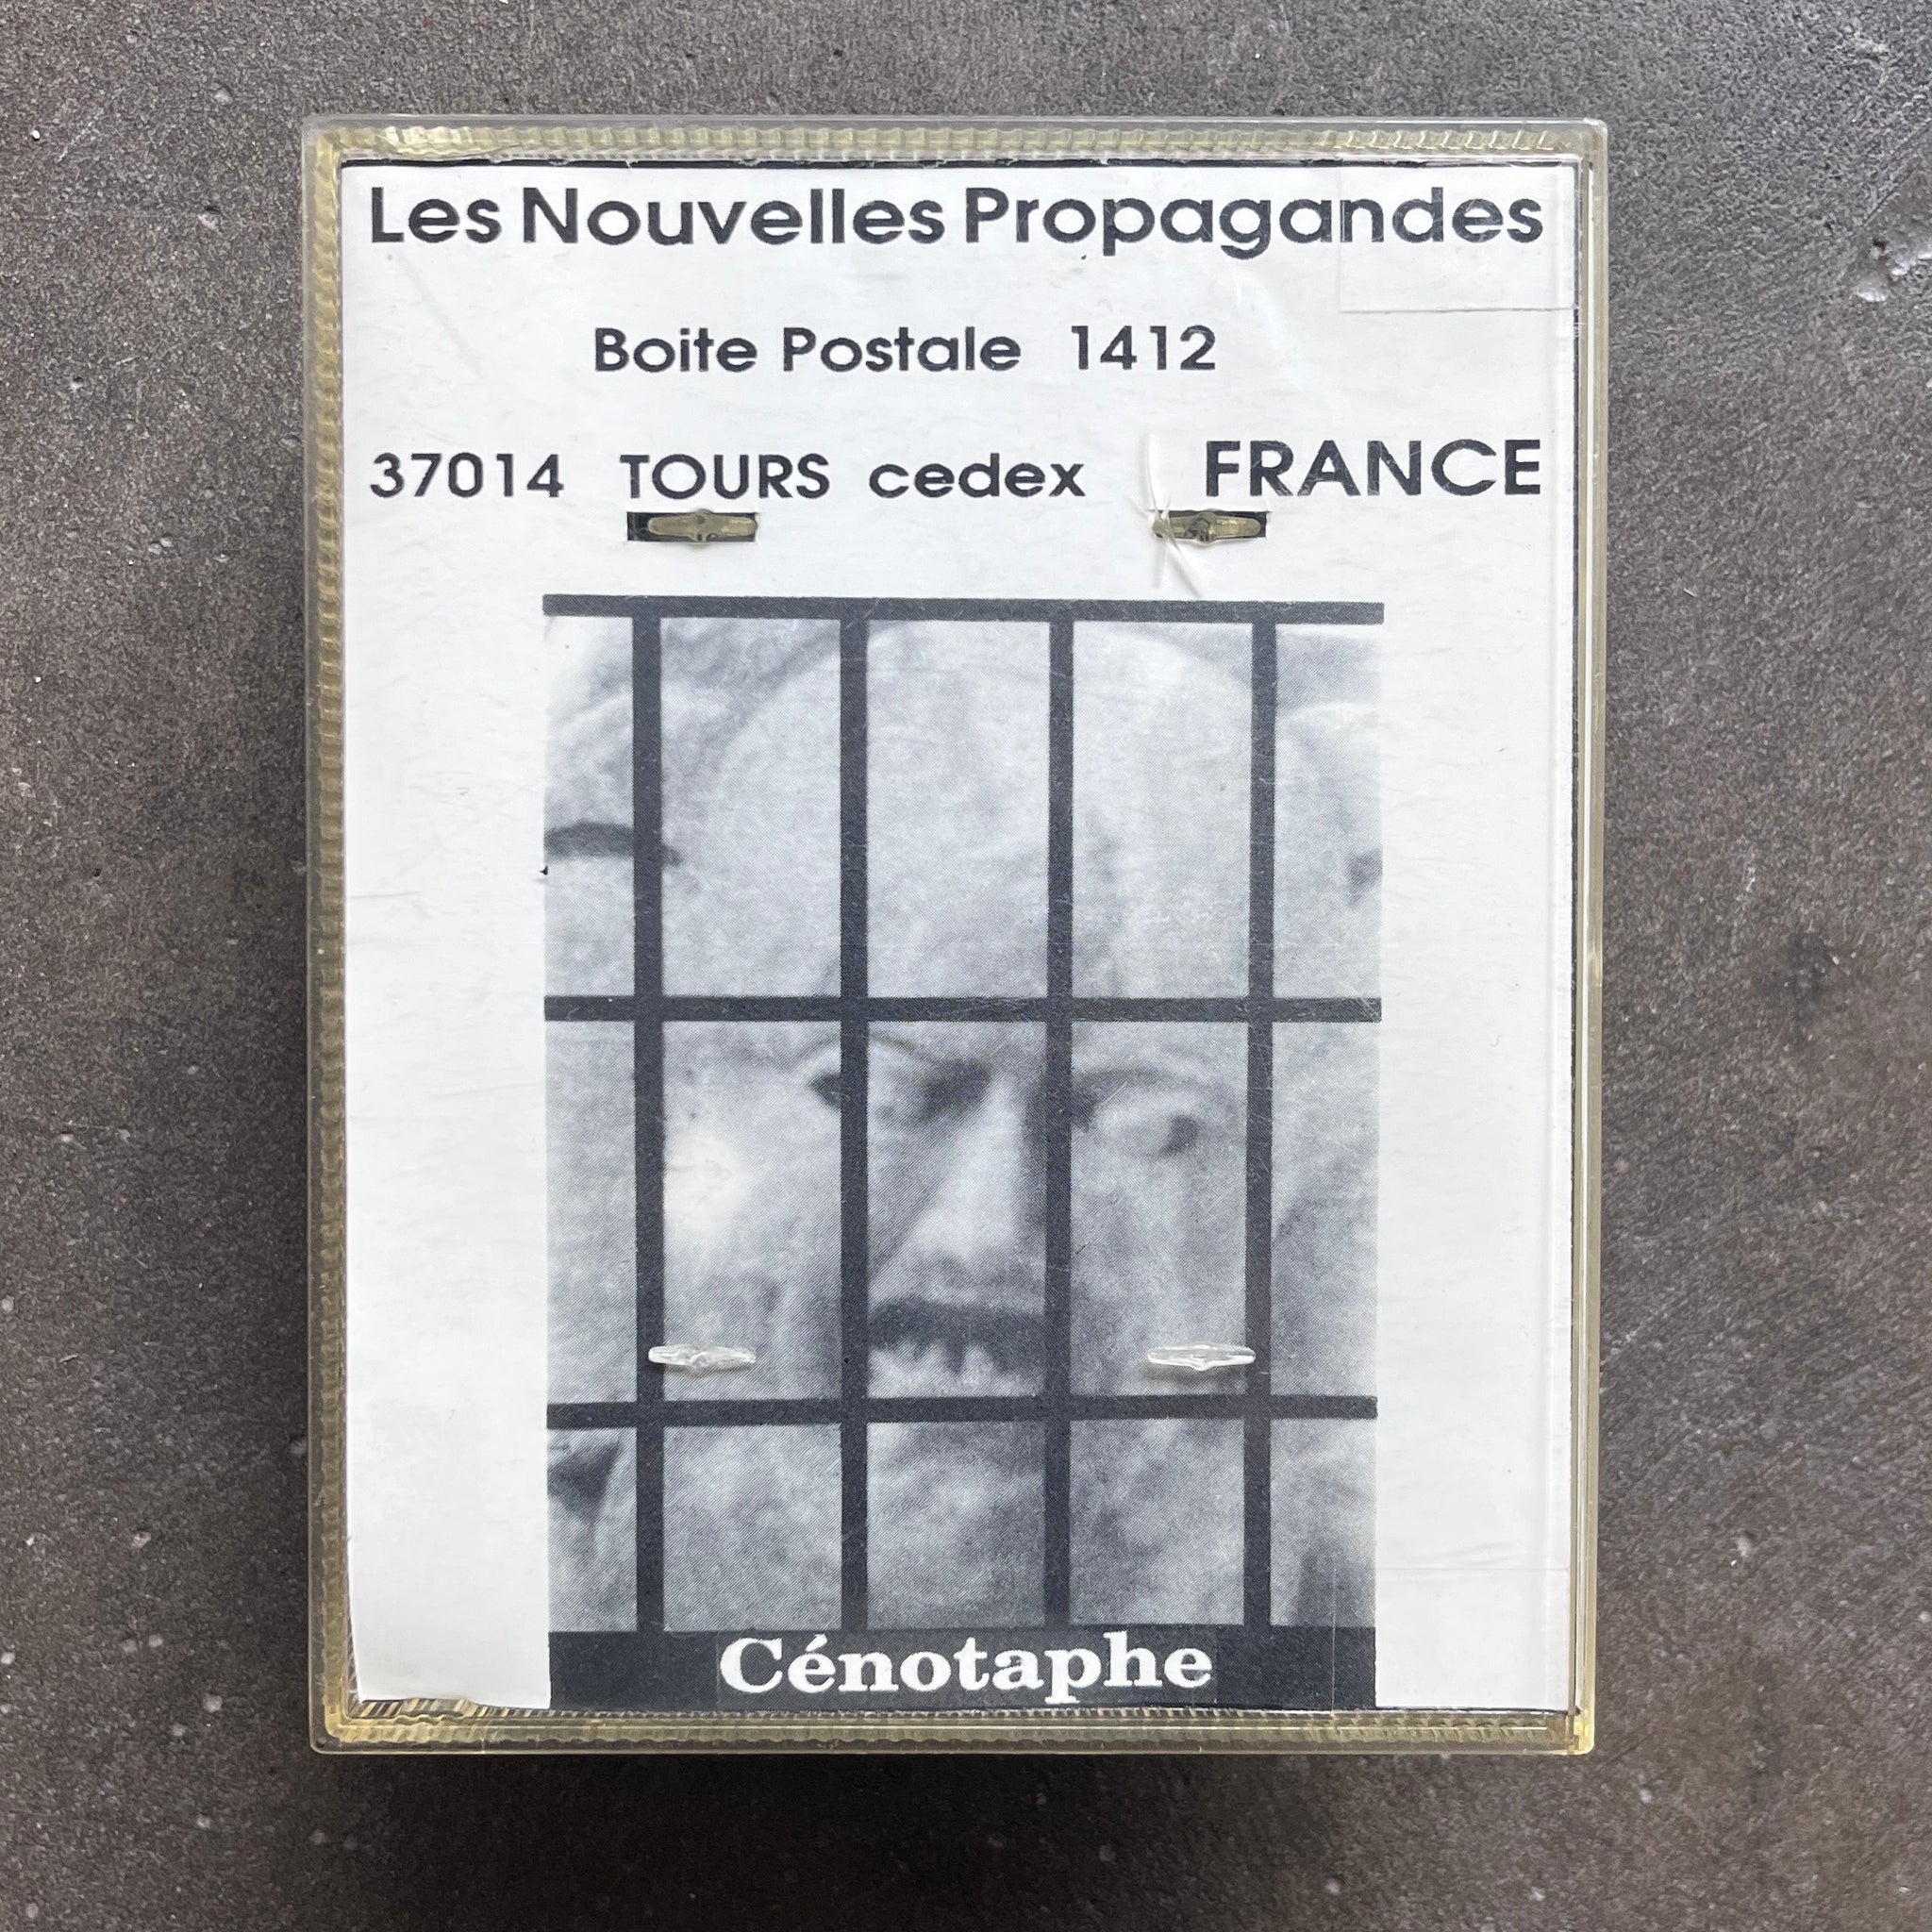 Les Nouvelles Propagandes
Boite Postale 1412
37014 TOURS cedex FRANCE
Cénotaphe